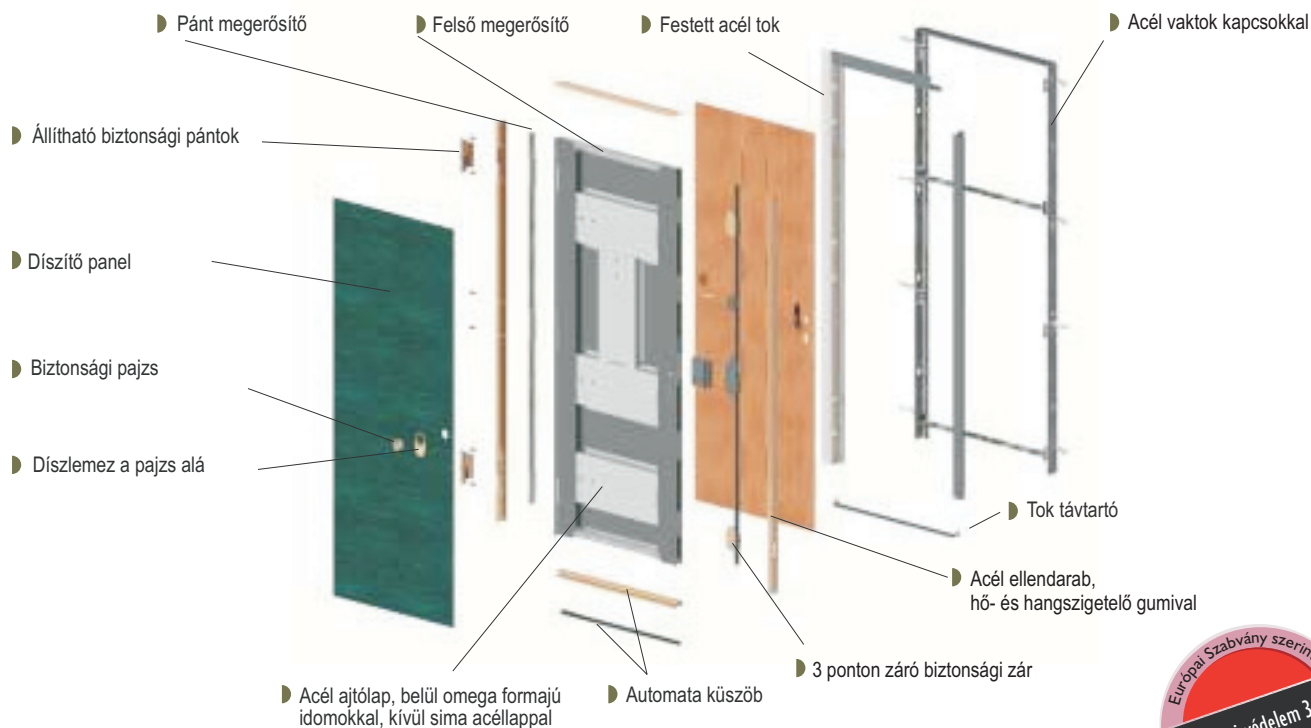 Pánt megerősítő
Felső megerősítő
Festett acél tok
Acél vaktok kapcsokkal
Állítható biztonsági pántok
Díszítő panel
Biztonsági pajzs
Díszlemez a pajzs alá
Tok távtartó
Acél ellendarab,
hő- és hangszigetelő gumival
3 ponton záró biztonsági zár
Acél ajtólap, belül omega formajú
idomokkal, kívül sima acéllappal
Automata küszöb
Európai Szabvány